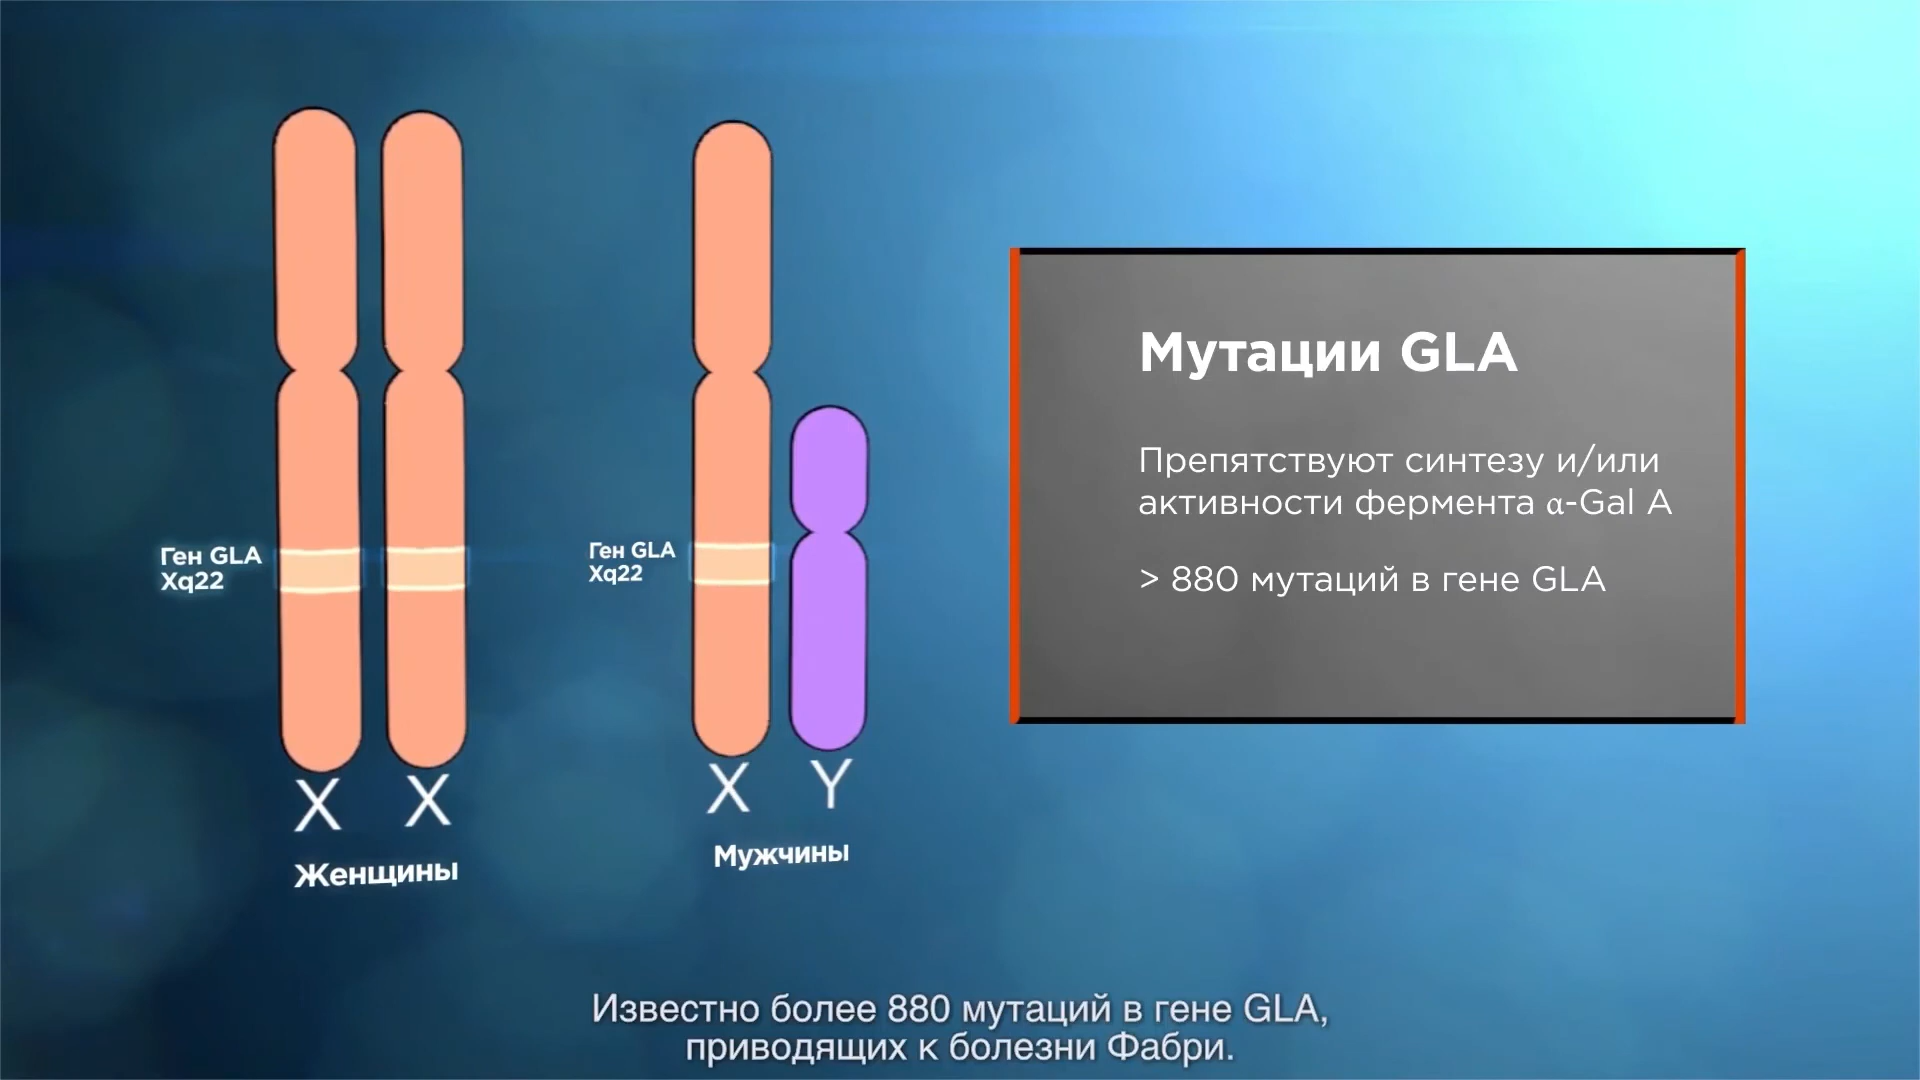 Ген GLA
Xq22
Ген GLA
Xq22
X X
X Y
Женщины
Мужчины
Мутации GLA
Препятствуют синтезу и/или
активности фермента α-Gal A
> 880 мутаций в гене GLA
Известно более 880 мутаций в гене GLA,
приводящих к болезни Фабри.